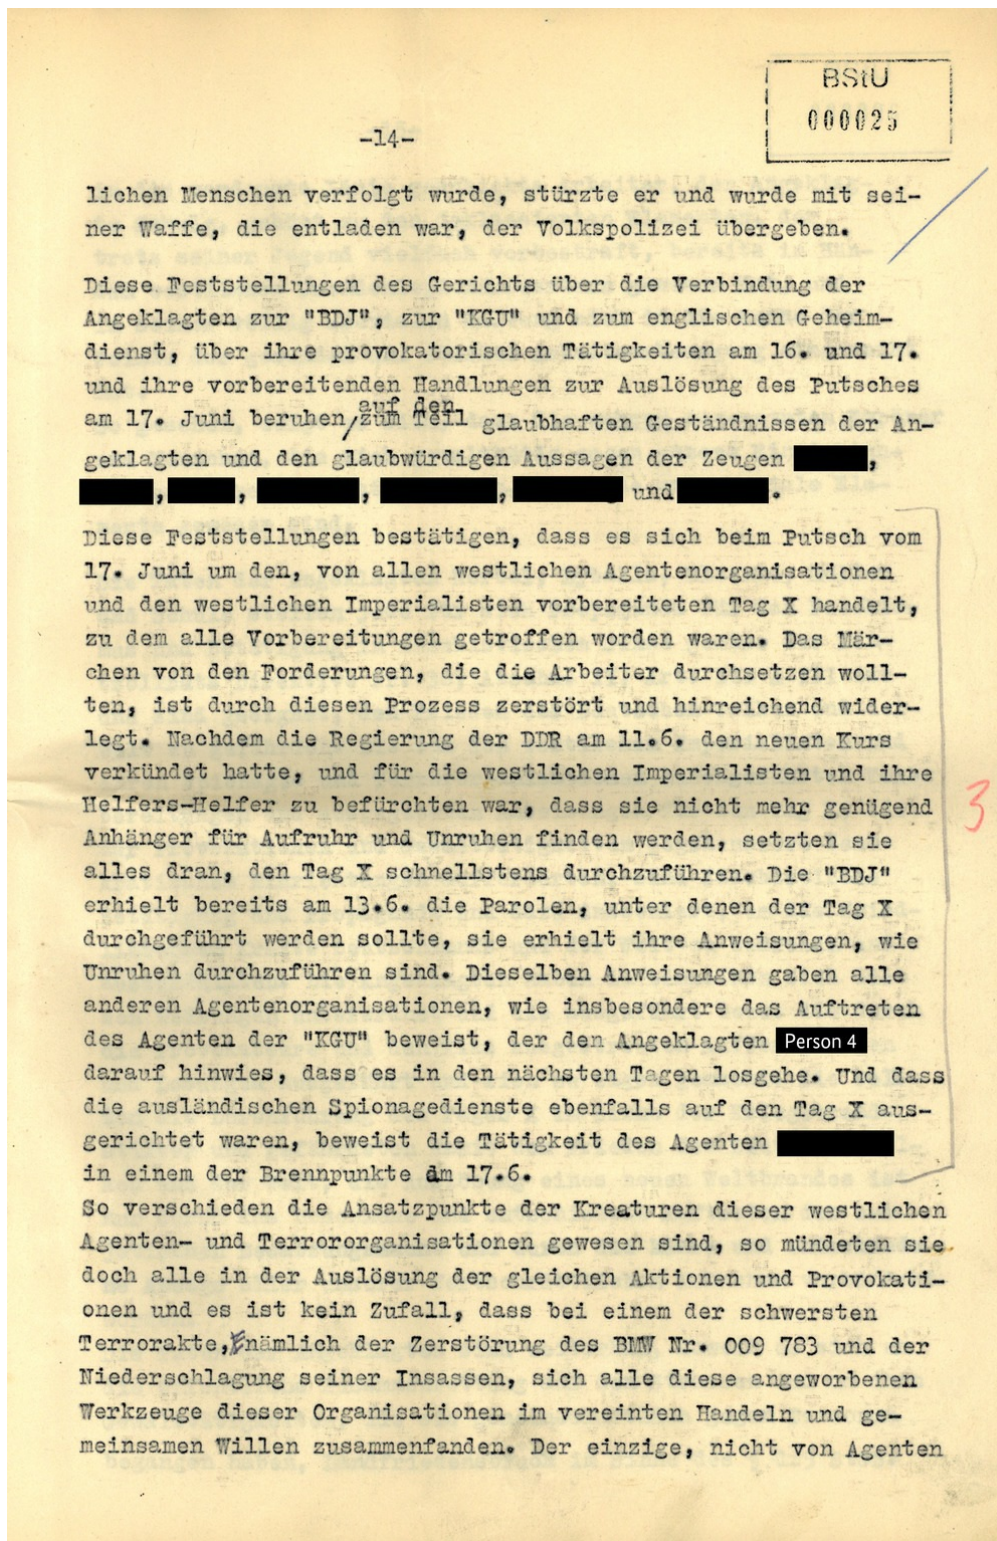 BStU
000025
-14-
lichen Menschen verfolgt wurde, stürzte er und wurde mit sei-
ner Waffe, die entladen war, der Volkspolizei übergeben.
Diese Feststellungen des Gerichts über die Verbindung der
Angeklagten zur "BDJ", zur "KGU" und zum englischen Geheim-
dienst, über ihre provokatorischen Tätigkeiten am 16. und 17.
und ihre vorbereitenden Handlungen zur Auslösung des Putsches
auf den
am 17. Juni beruhen/zum Teil glaubhaften Geständnissen der An-
geklagten und den glaubwürdigen Aussagen der Zeugen ,
, , , , und .
Diese Feststellungen bestätigen, dass es sich beim Putsch vom
17. Juni um den, von allen westlichen Agentenorganisationen
und den westlichen Imperialisten vorbereiteten Tag X handelt,
zu dem alle Vorbereitungen getroffen worden waren. Das Mär-
chen von den Forderungen, die die Arbeiter durchsetzen woll-
ten, ist durch diesen Prozess zerstört und hinreichend wider-
legt. Nachdem die Regierung der DDR am 11.6. den neuen Kurs
verkündet hatte, und für die westlichen Imperialisten und ihre
Helfers-Helfer zu befürchten war, dass sie nicht mehr genügend
Anhänger für Aufruhr und Unruhen finden werden, setzten sie
alles dran, den Tag X schnellstens durchzuführen. Die "BDJ"
erhielt bereits am 13.6. die Parolen, unter denen der Tag X
durchgeführt werden sollte, sie erhielt ihre Anweisungen, wie
Unruhen durchzuführen sind. Dieselben Anweisungen gaben alle
anderen Agentenorganisationen, wie insbesondere das Auftreten
des Agenten der "KGU" beweist, der den Angeklagten Person 4
darauf hinwies, dass es in den nächsten Tagen losgehe. Und dass
die ausländischen Spionagedienste ebenfalls auf den Tag X aus-
gerichtet waren, beweist die Tätigkeit des Agenten
in einem der Brennpunkte am 17.6.
So verschieden die Ansatzpunkte der Kreaturen dieser westlichen
Agenten- und Terrororganisationen gewesen sind, so mündeten sie
doch alle in der Auslösung der gleichen Aktionen und Provokati-
onen und es ist kein Zufall, dass bei einem der schwersten
Terrorakte, nämlich der Zerstörung des BMW Nr. 009 783 und der
Niederschlagung seiner Insassen, sich alle diese angeworbenen
Werkzeuge dieser Organisationen im vereinten Handeln und ge-
meinsamen Willen zusammenfanden. Der einzige, nicht von Agenten
3